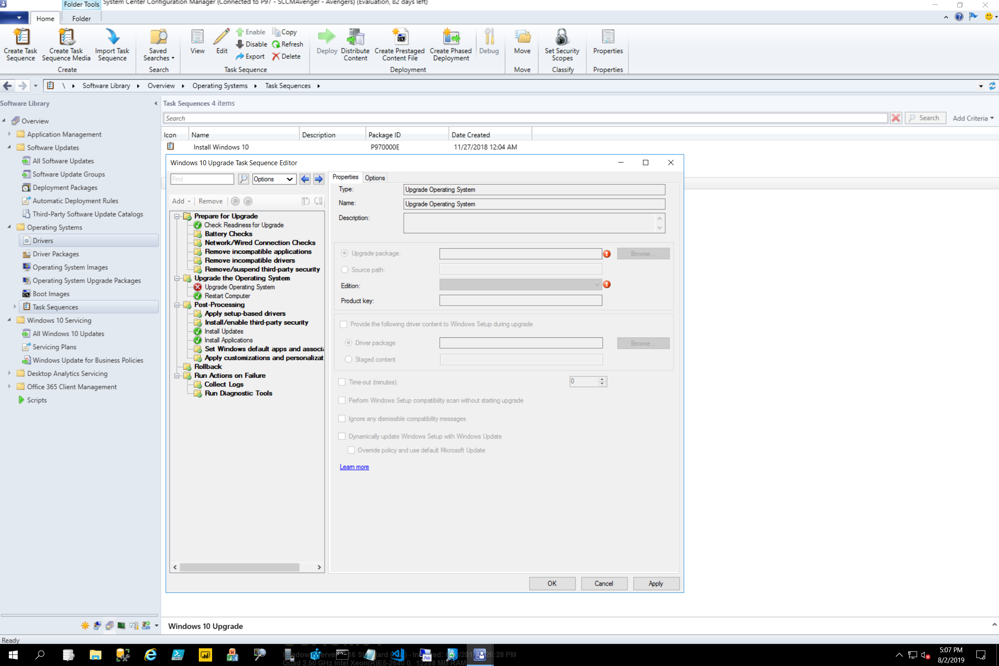 Folder Tools
System Center Configuration Manager (Connected to P97 - SCCMAvenger - Avengers) (Evaluation, 82 days left)
Home
Folder
Create Task Sequence
Create Task Sequence Media
Import Task Sequence
Create
Saved Searches
Search
View
Edit
Enable
Disable
Export
Copy
Refresh
Delete
Task Sequence
Deploy
Distribute Content
Create Prestaged Content File
Create Phased Deployment
Debug
Deployment
Move
Move
Set Security Scopes
Classify
Properties
Properties
\ Software Library Overview Operating Systems Task Sequences
Software Library
Overview
Application Management
Software Updates
All Software Updates
Software Update Groups
Deployment Packages
Automatic Deployment Rules
Third-Party Software Update Catalogs
Operating Systems
Drivers
Driver Packages
Operating System Images
Operating System Upgrade Packages
Boot Images
Task Sequences
Windows 10 Servicing
All Windows 10 Updates
Servicing Plans
Windows Update for Business Policies
Desktop Analytics Servicing
Office 365 Client Management
Scripts
Task Sequences 4 items
Search
Search
Add Criteria
Icon Name Description Package ID Date Created
Install Windows 10 P970000E 11/27/2018 12:04 AM
Windows 10 Upgrade Task Sequence Editor
Find
Options
Add Remove
Prepare for Upgrade
Check Readiness for Upgrade
Battery Checks
Network/Wired Connection Checks
Remove incompatible applications
Remove incompatible drivers
Remove/suspend third-party security
Upgrade the Operating System
Upgrade Operating System
Restart Computer
Post-Processing
Apply setup-based drivers
Install/enable third-party security
Install Updates
Install Applications
Set Windows default apps and associ
Apply customizations and personalizat
Rollback
Run Actions on Failure
Collect Logs
Run Diagnostic Tools
Properties
Options
Type: Upgrade Operating System
Name: Upgrade Operating System
Description:
Upgrade package: Browse...
Source path:
Edition:
Product key:
Provide the following driver content to Windows Setup during upgrade
Driver package Browse...
Staged content
Time-out (minutes): 0
Perform Windows Setup compatibility scan without starting upgrade
Ignore any dismissible compatibility messages
Dynamically update Windows Setup with Windows Update
Override policy and use default Microsoft Update
Learn more
OK Cancel Apply
Windows 10 Upgrade
Ready
26:28 PM
Quad 2.50 GHz Intel Xeon(R)E5-2640 0, 12288 MB RAM
5:07 PM
8/2/2019